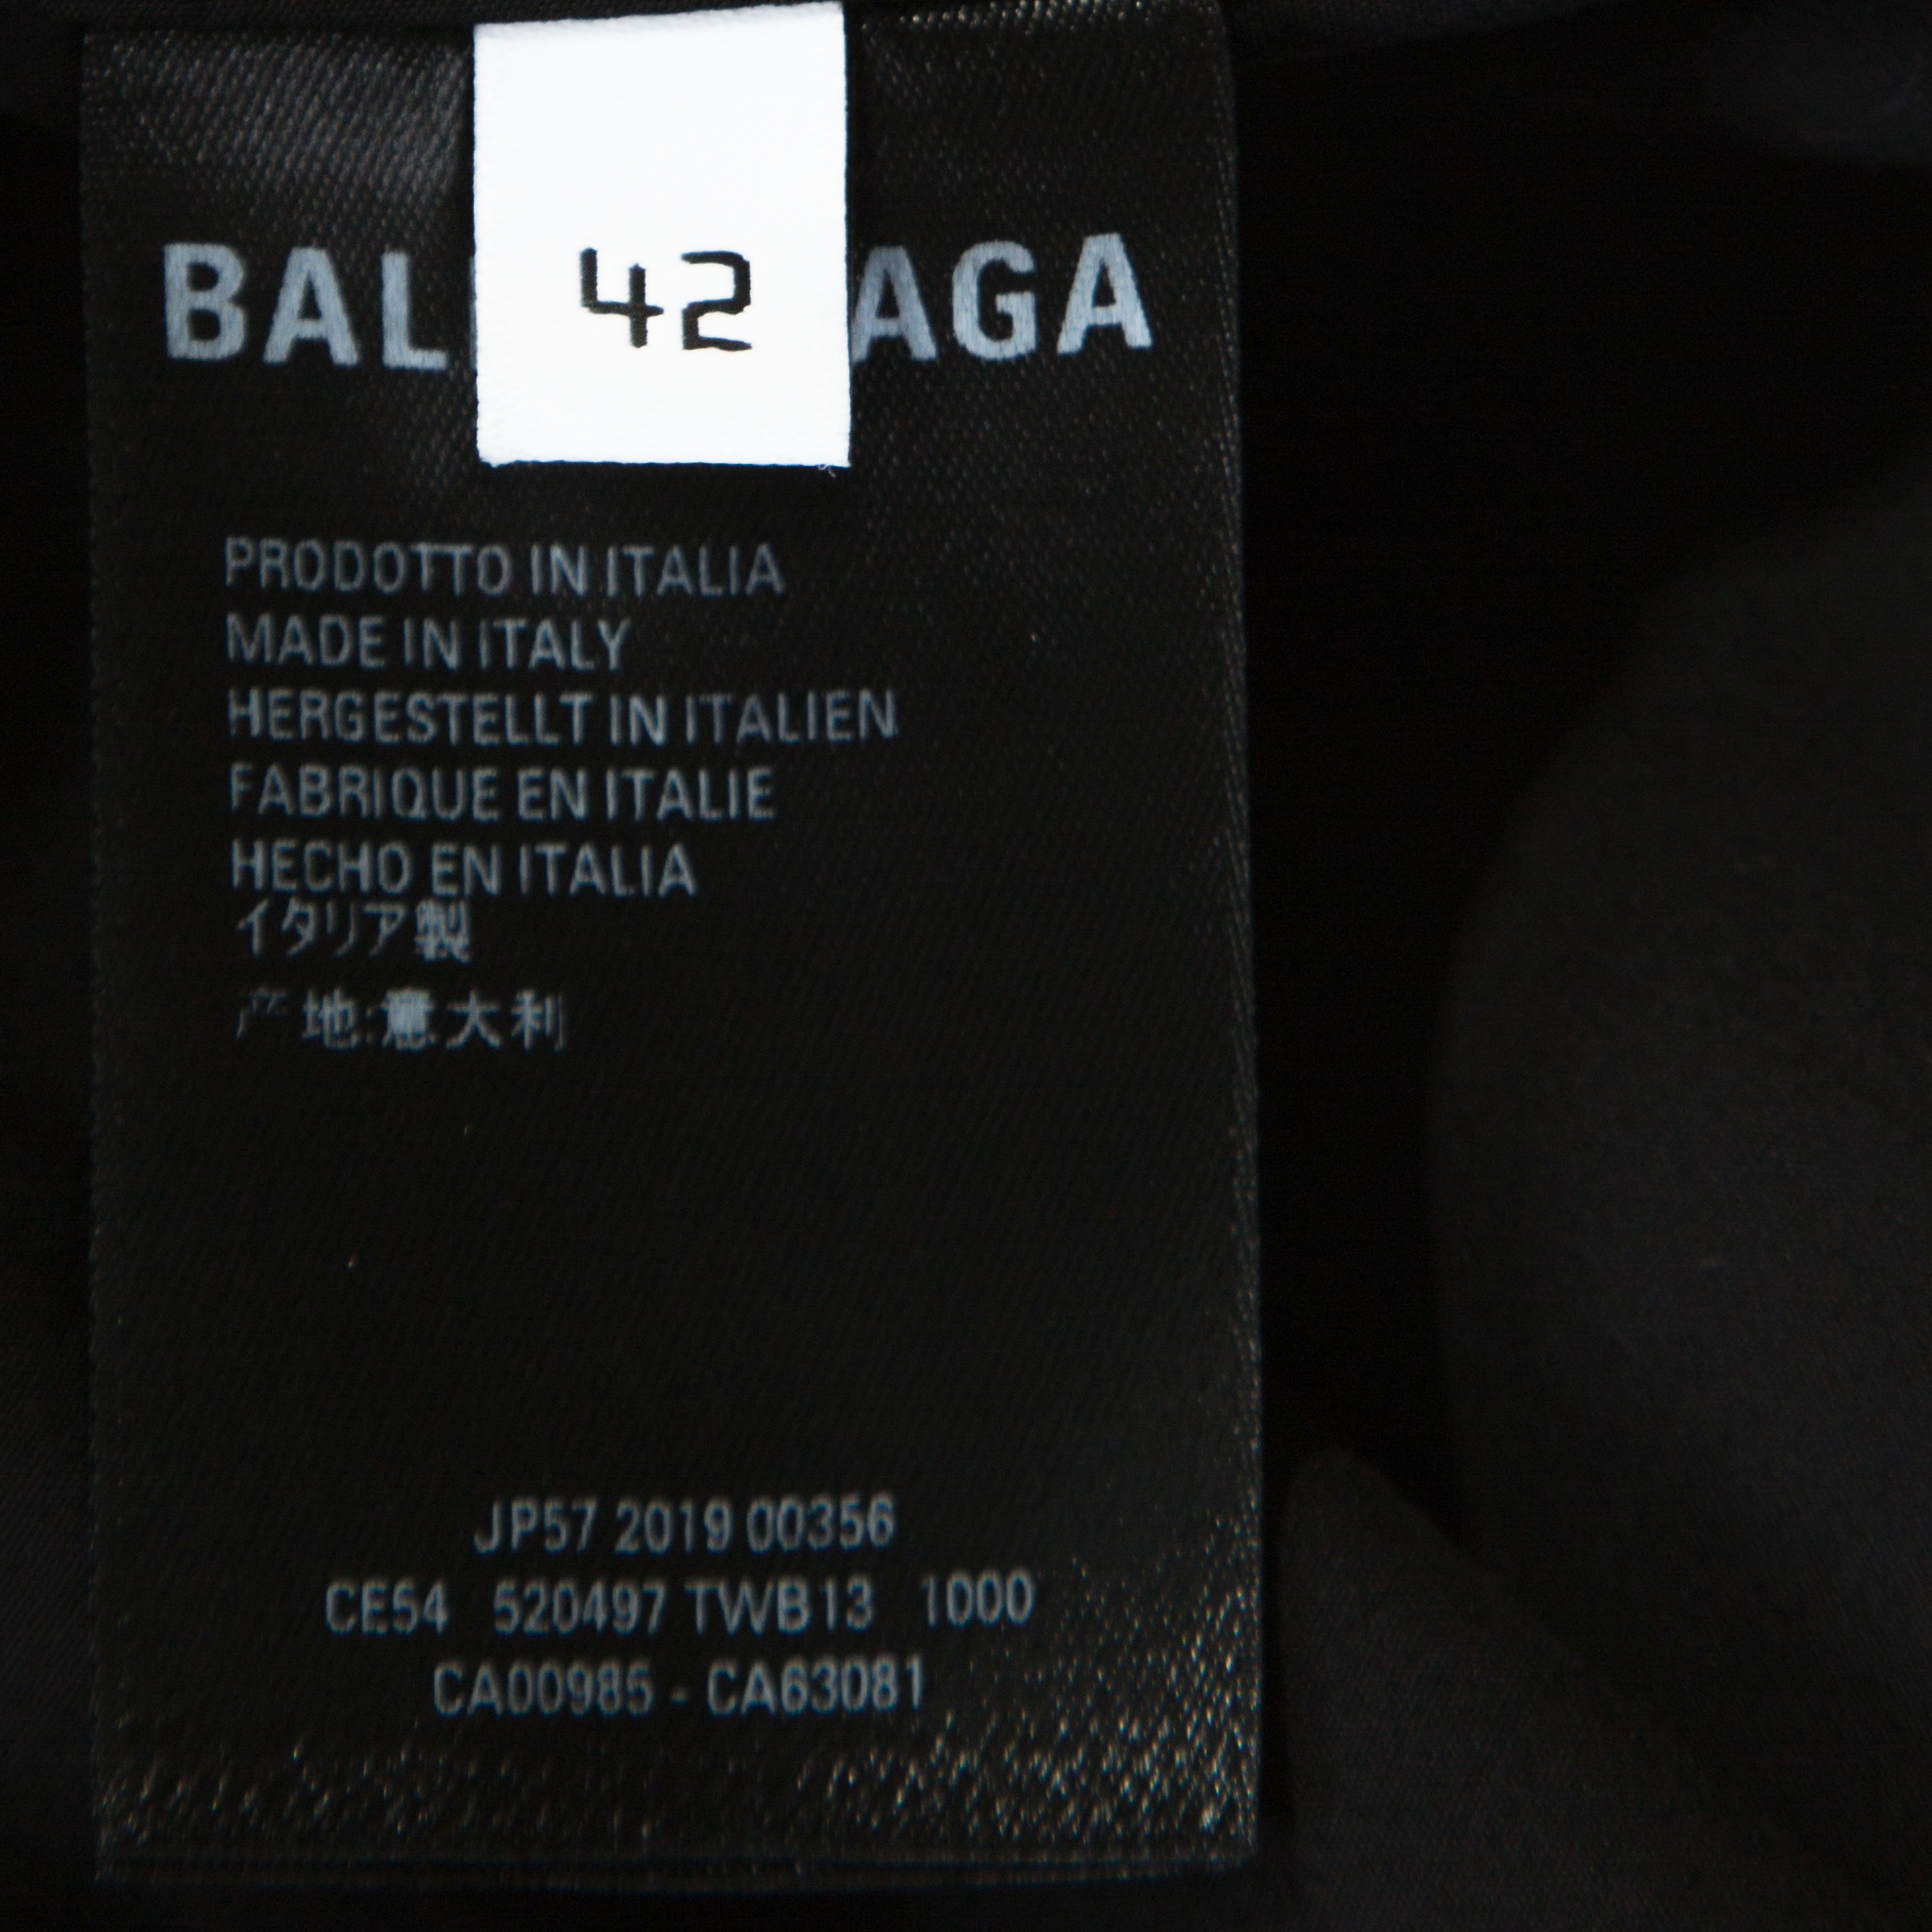 42
BAL AGA
PRODOTTO IN ITALIA
MADE IN ITALY
HERGESTELLT IN ITALIEN
FABRIQUE EN ITALIE
HECHO EN ITALIA
イタリア製
产地:意大利
JP57 2019 00356
CE54 520497 TWB13 1000
CA00985 - CA63081